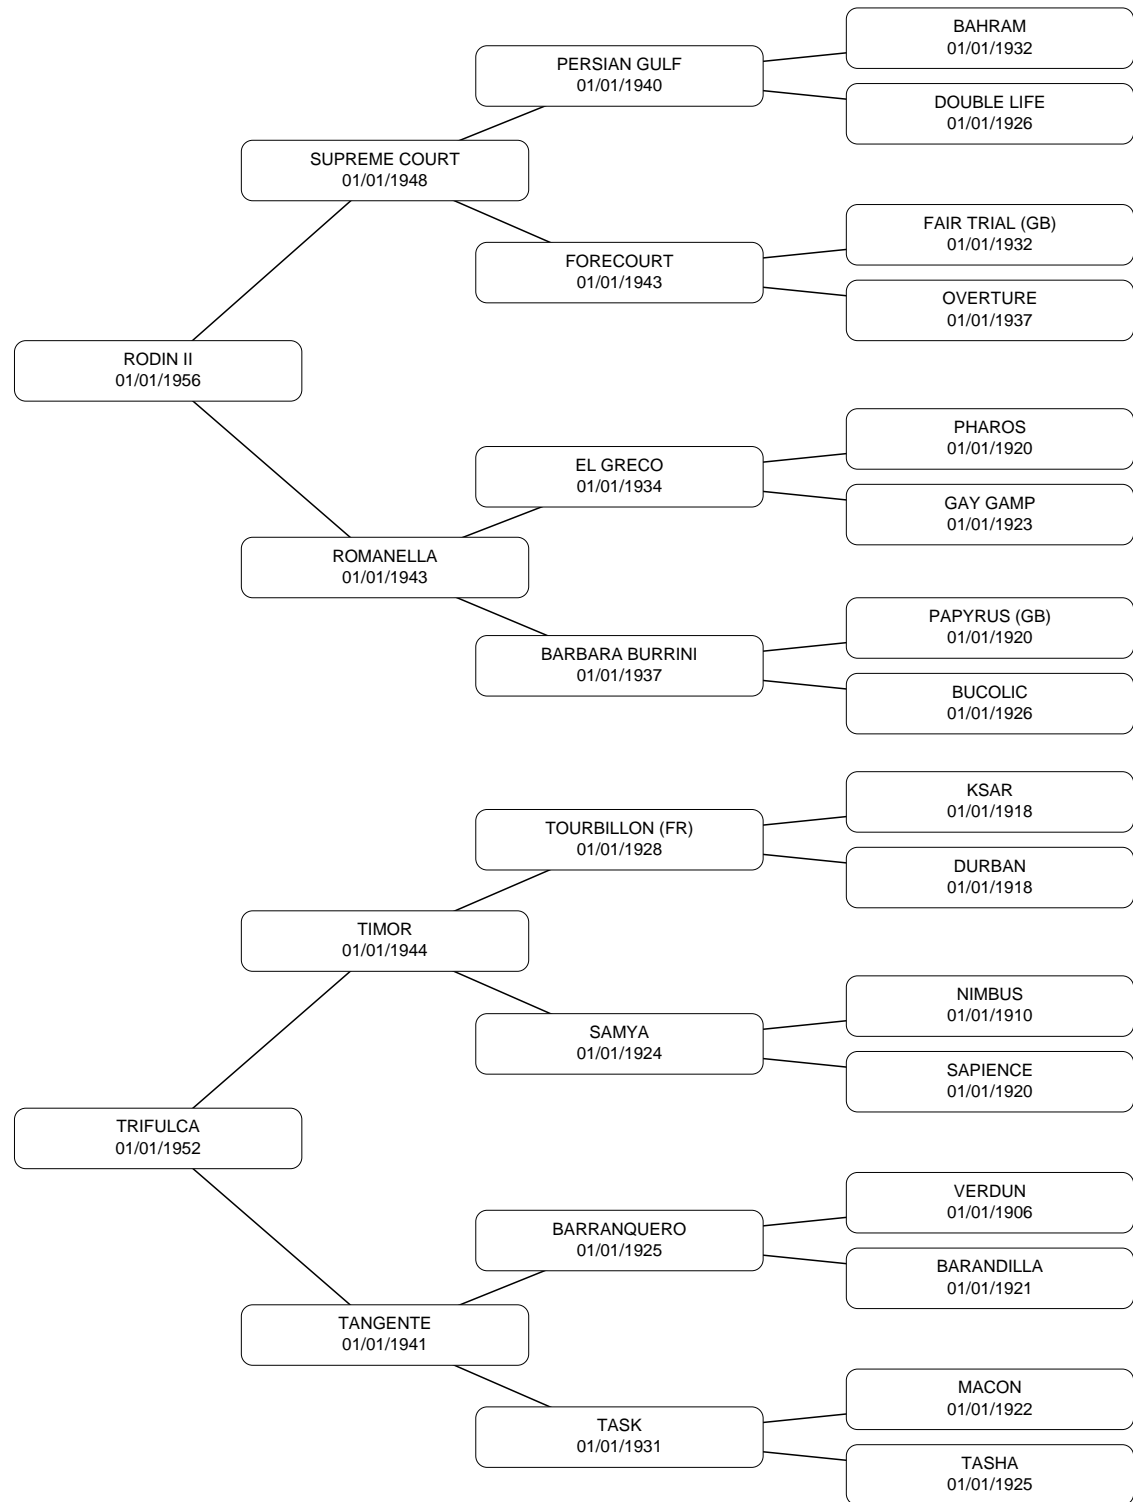 BAHRAM
01/01/1932
PERSIAN GULF
01/01/1940
DOUBLE LIFE
01/01/1926
SUPREME COURT
01/01/1948
FAIR TRIAL (GB)
01/01/1932
FORECOURT
01/01/1943
OVERTURE
01/01/1937
RODIN II
01/01/1956
PHAROS
01/01/1920
EL GRECO
01/01/1934
GAY GAMP
01/01/1923
ROMANELLA
01/01/1943
PAPYRUS (GB)
01/01/1920
BARBARA BURRINI
01/01/1937
BUCOLIC
01/01/1926
KSAR
01/01/1918
TOURBILLON (FR)
01/01/1928
DURBAN
01/01/1918
TIMOR
01/01/1944
NIMBUS
01/01/1910
SAMYA
01/01/1924
SAPIENCE
01/01/1920
TRIFULCA
01/01/1952
VERDUN
01/01/1906
BARRANQUERO
01/01/1925
BARANDILLA
01/01/1921
TANGENTE
01/01/1941
MACON
01/01/1922
TASK
01/01/1931
TASHA
01/01/1925